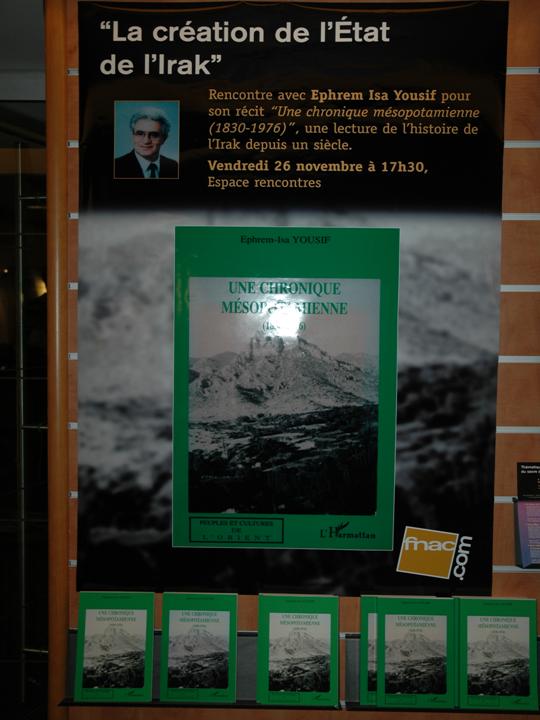 "La création de l'État
de l'Irak"
Rencontre avec Ephrem Isa Yousif pour
son récit "Une chronique mésopotamienne
(1830-1976)", une lecture de l'histoire de
l'Irak depuis un siècle.
Vendredi 26 novembre à 17h30,
Espace rencontres
Ephrem-Isa YOUSIF
UNE CHRONIQUE
MÉSOPOTAMIENNE
PEUPLES ET CULTURES
DE
L'ORIENT
L'Harmattan
fnac.com
UNE CHRONIQUE
MÉSOPOTAMIENNE
UNE CHRONIQUE
MÉSOPOTAMIENNE
UNE CHRONIQUE
MÉSOPOTAMIENNE
UNE CHRONIQUE
MÉSOPOTAMIENNE
UNE CHRONIQUE
MÉSOPOTAMIENNE